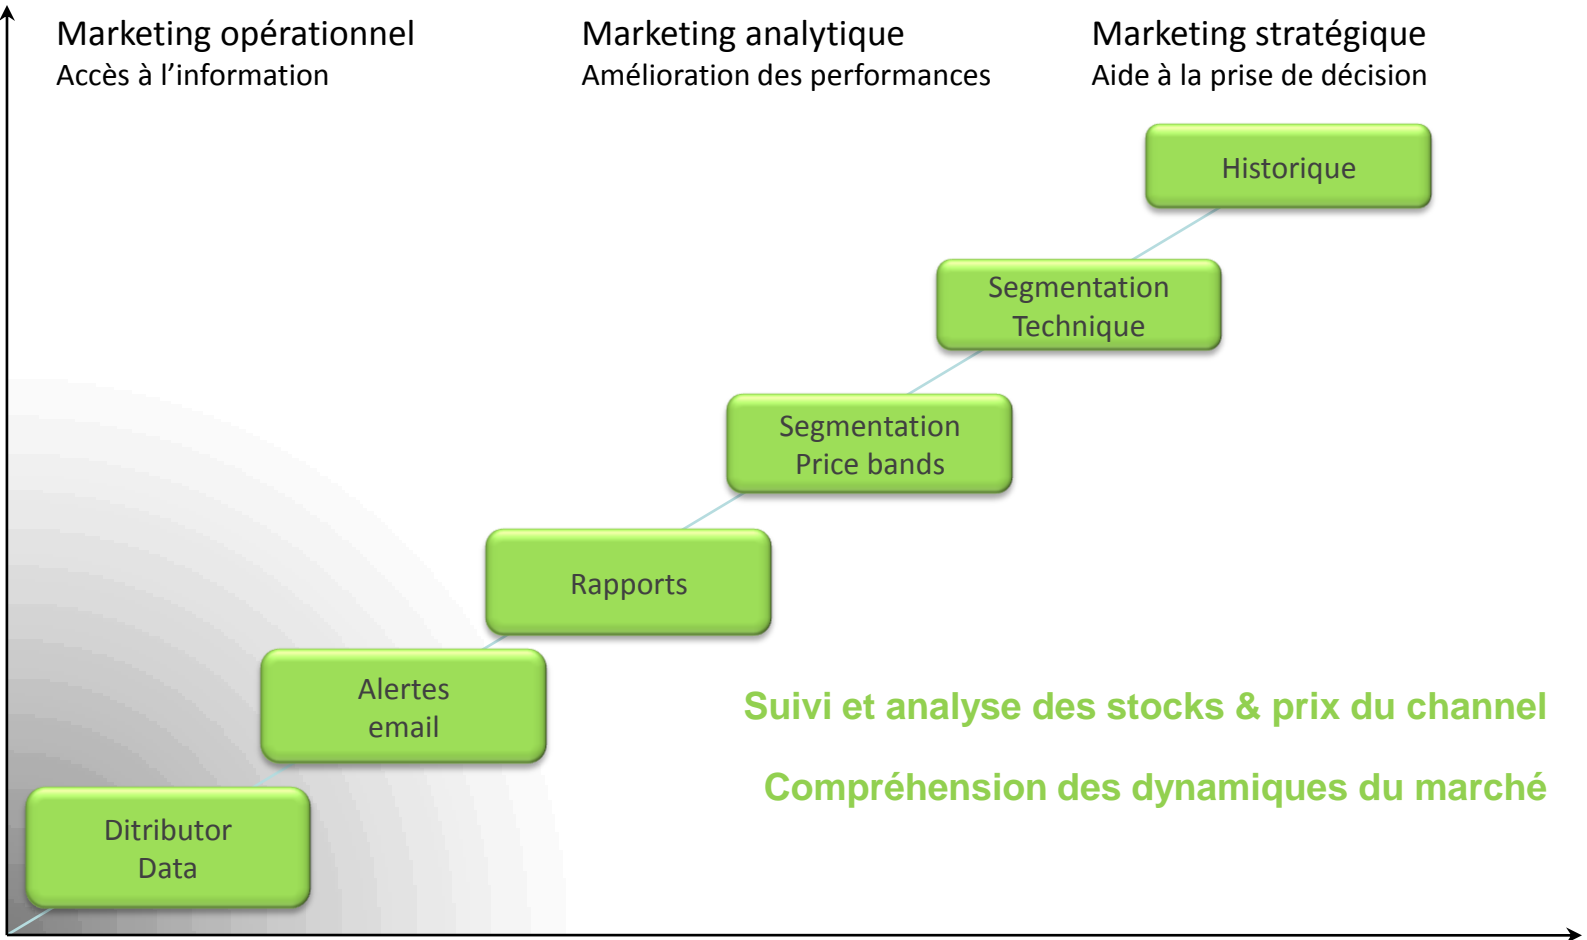 Marketing opérationnel
Accès à l’information
Marketing analytique
Amélioration des performances
Marketing stratégique
Aide à la prise de décision
Historique
Segmentation
Technique
Segmentation
Price bands
Rapports
Alertes
email
Ditributor
Data
Suivi et analyse des stocks & prix du channel
Compréhension des dynamiques du marché